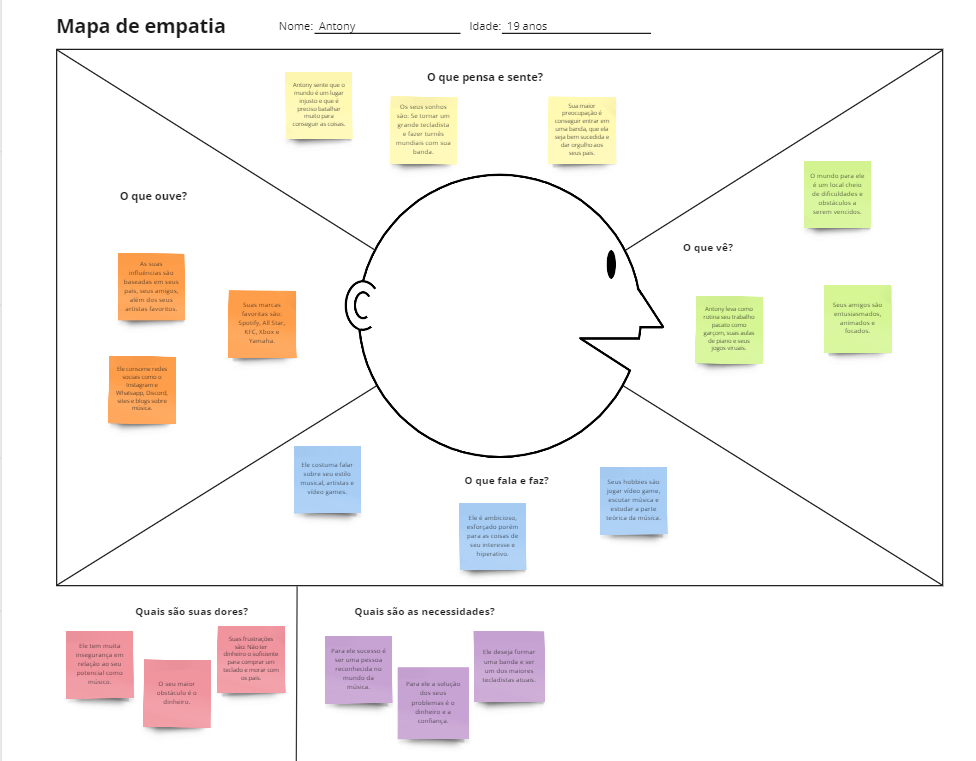 Mapa de empatia
Nome: Antony
Idade: 19 anos
O que pensa e sente?
Antony sente que o
mundo é um lugar
injusto e que é
preciso batalhar
muito para
conseguir as coisas.
Os seus sonhos
são: Se tornar um
grande tecladista
e fazer turnês
mundiais com sua
banda.
Sua maior
preocupação é
conseguir entrar em
uma banda, que ela
seja bem sucedida e
dar orgulho aos
seus pais.
O que ouve?
As suas
influências são
baseadas em seus
pais, seus amigos,
além dos seus
artistas favoritos.
Suas marcas
favoritas são:
Spotify, All Star,
KFC, Xbox e
Yamaha.
Ele consome redes
sociais como o
Instagram e
Whatsapp, Discord,
sites e blogs sobre
música.
O que vê?
O mundo para ele
é um local cheio
de dificuldades e
obstáculos a
serem vencidos.
Antony leva como
rotina seu trabalho
pacato como
garçom, suas aulas
de piano e seus
jogos virtuais.
Seus amigos são
entusiasmados,
animados e
focados.
O que fala e faz?
Ele costuma falar
sobre seu estilo
musical, artistas e
video games.
Ele é ambicioso,
esforçado porém
para as coisas de
seu interesse e
hiperativo.
Seus hobbies são
jogar vídeo game,
escutar música e
estudar a parte
teórica da música.
Quais são suas dores?
Ele tem muita
insegurança em
relação ao seu
potencial como
músico.
O seu maior
obstáculo é o
dinheiro.
Suas frustrações
são: Não ter
dinheiro o suficiente
para comprar um
teclado e morar com
os pais.
Quais são as necessidades?
Para ele sucesso é
ser uma pessoa
reconhecida no
mundo da
música.
Para ele a solução
dos seus
problemas é o
dinheiro e a
confiança.
Ele deseja formar
uma banda e ser
um dos maiores
tecladistas atuais.